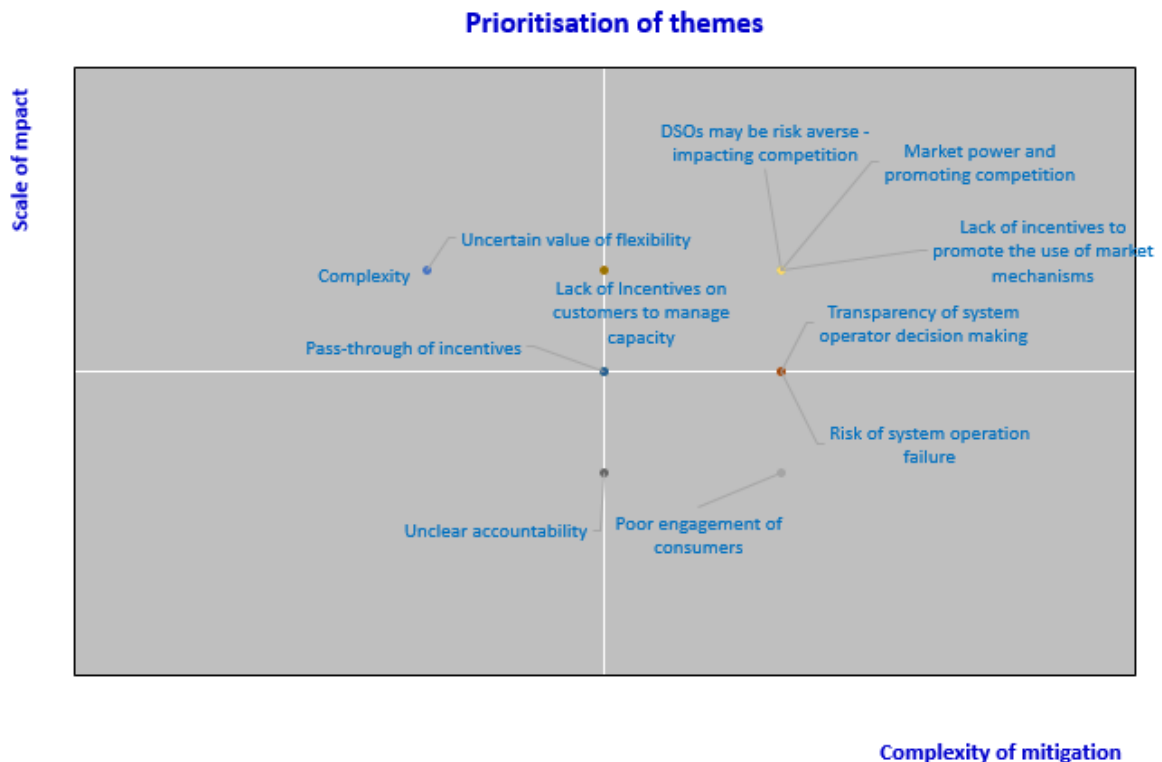 Prioritisation of themes
Scale of mpact
DSOs may be risk averse -
impacting competition
Market power and
promoting competition
Uncertain value of flexibility
Lack of incentives to
promote the use of market
mechanisms
Complexity
Lack of Incentives on
customers to manage
capacity
Transparency of system
operator decision making
Pass-through of incentives
Risk of system operation
failure
Unclear accountability
Poor engagement of
consumers
Complexity of mitigation